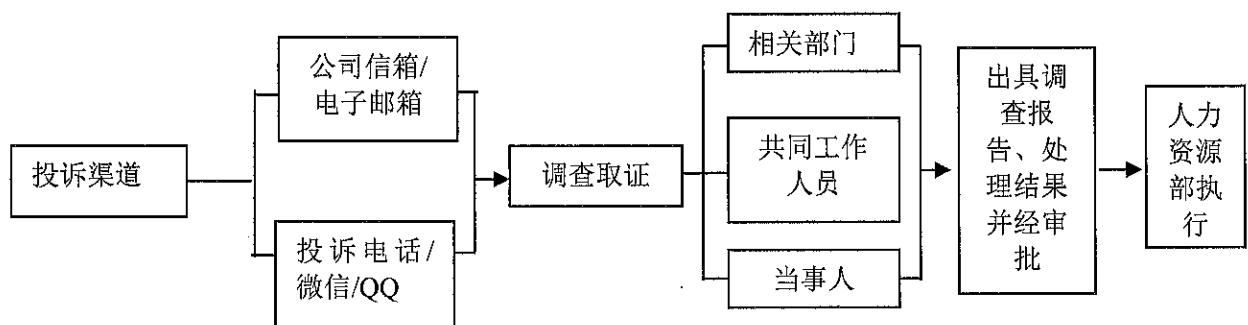 投诉渠道
公司信箱/
电子邮箱
投诉电话/
微信/QQ
调查取证
相关部门
共同工作
人员
当事人
出具调
查报
告、处
理结果
并经审
批
人力
资源
部执
行